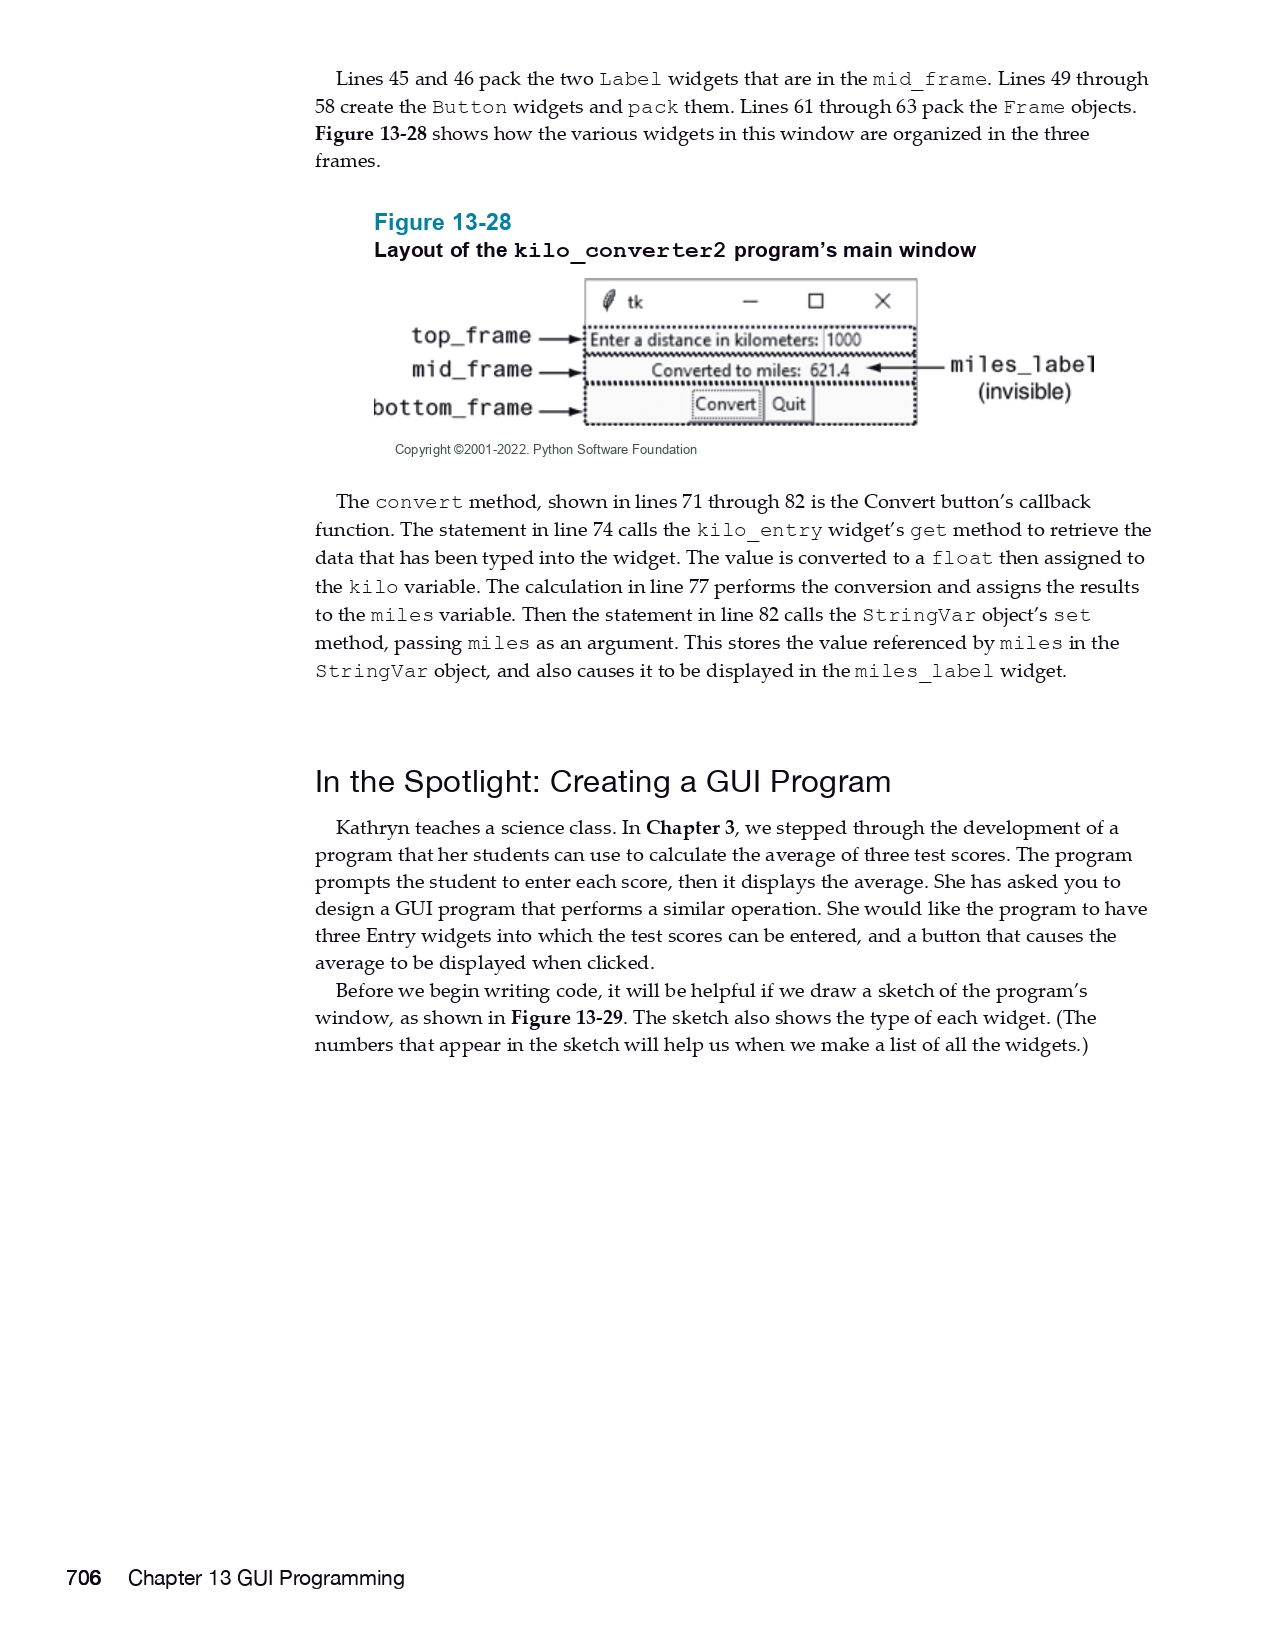 Lines 45 and 46 pack the two Label widgets that are in the mid_frame. Lines 49 through
58 create the Button widgets and pack them. Lines 61 through 63 pack the Frame objects.
Figure 13-28 shows how the various widgets in this window are organized in the three
frames.
Figure 13-28
Layout of the kilo_converter2 program’s main window
tk
top_frame
Enter a distance in kilometers: 1000
mid_frame
Converted to miles: 621.4
miles_label
(invisible)
bottom_frame
Convert Quit
Copyright ©2001-2022. Python Software Foundation
The convert method, shown in lines 71 through 82 is the Convert button’s callback
function. The statement in line 74 calls the kilo_entry widget’s get method to retrieve the
data that has been typed into the widget. The value is converted to a float then assigned to
the kilo variable. The calculation in line 77 performs the conversion and assigns the results
to the miles variable. Then the statement in line 82 calls the StringVar object’s set
method, passing miles as an argument. This stores the value referenced by miles in the
StringVar object, and also causes it to be displayed in the miles_label widget.
In the Spotlight: Creating a GUI Program
Kathryn teaches a science class. In Chapter 3, we stepped through the development of a
program that her students can use to calculate the average of three test scores. The program
prompts the student to enter each score, then it displays the average. She has asked you to
design a GUI program that performs a similar operation. She would like the program to have
three Entry widgets into which the test scores can be entered, and a button that causes the
average to be displayed when clicked.
Before we begin writing code, it will be helpful if we draw a sketch of the program’s
window, as shown in Figure 13-29. The sketch also shows the type of each widget. (The
numbers that appear in the sketch will help us when we make a list of all the widgets.)
706 Chapter 13 GUI Programming